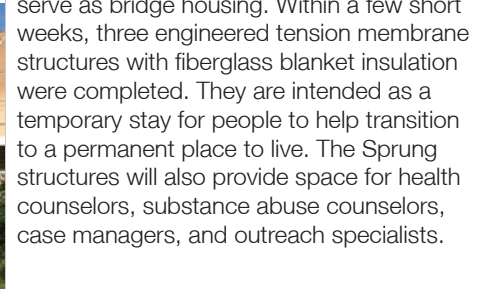 serve as bridge housing. Within a few short
weeks, three engineered tension membrane
structures with fiberglass blanket insulation
were completed. They are intended as a
temporary stay for people to help transition
to a permanent place to live. The Sprung
structures will also provide space for health
counselors, substance abuse counselors,
case managers, and outreach specialists.